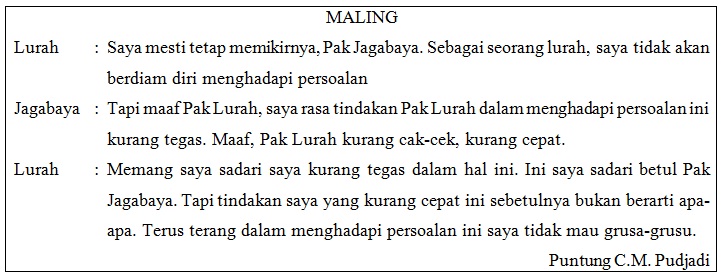 MALING
Lurah : Saya mesti tetap memikirnya, Pak Jagabaya. Sebagai seorang lurah, saya tidak akan
berdiam diri menghadapi persoalan
Jagabaya : Tapi maaf Pak Lurah, saya rasa tindakan Pak Lurah dalam menghadapi persoalan ini
kurang tegas. Maaf, Pak Lurah kurang cak-cek, kurang cepat.
Lurah : Memang saya sadari saya kurang tegas dalam hal ini. Ini saya sadari betul Pak
Jagabaya. Tapi tindakan saya yang kurang cepat ini sebetulnya bukan berarti apa-
apa. Terus terang dalam menghadapi persoalan ini saya tidak mau grusa-grusu.
Puntung C.M. Pudjadi